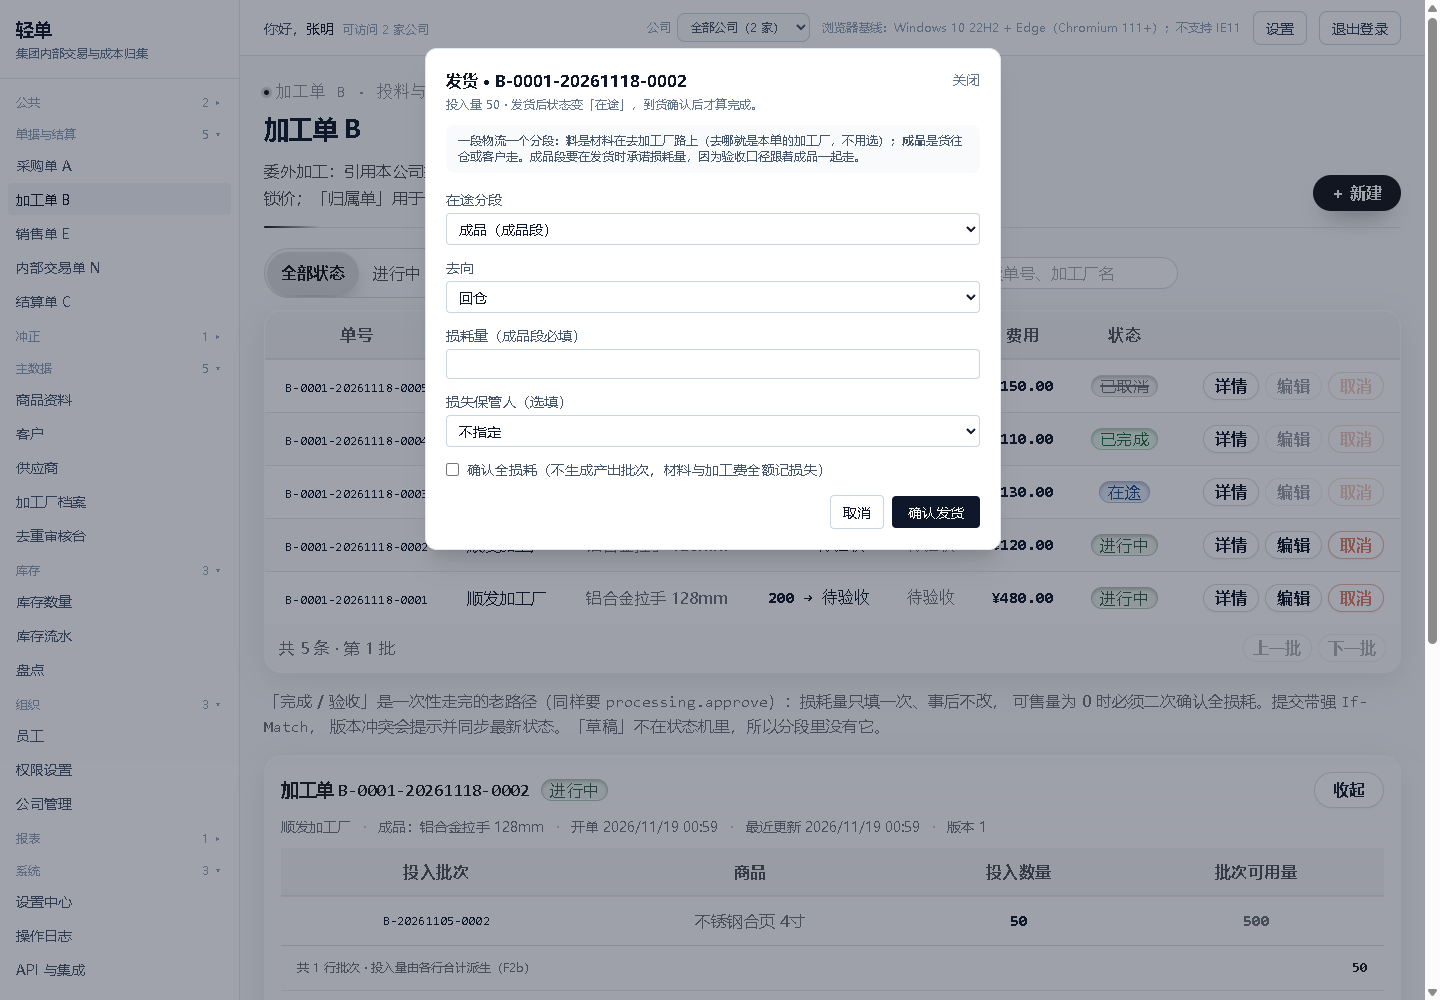 轻单
集团内部交易与成本归集
公共 2
单据与结算 5
采购单 A
加工单 B
销售单 E
内部交易单 N
结算单 C
冲正 1
主数据 5
商品资料
客户
供应商
加工厂档案
去重审核台
库存 3
库存数量
库存流水
盘点
组织 3
员工
权限设置
公司管理
报表 1
系统 3
设置中心
操作日志
API 与集成
你好，张明 可访问 2 家公司
公司 全部公司（2 家） 浏览器基线：Windows 10 22H2 + Edge（Chromium 111+）；不支持 IE11 设置 退出登录
加工单 B · 投料与
加工单 B
委外加工：引用本公司
锁价；「归属单」用于
+ 新建
全部状态 进行中 单号、加工厂名
单号 费用 状态
B-0001-20261118-0005 150.00 已取消 详情 编辑 取消
B-0001-20261118-0004 110.00 已完成 详情 编辑 取消
B-0001-20261118-0003 130.00 在途 详情 编辑 取消
B-0001-20261118-0002 ¥120.00 进行中 详情 编辑 取消
B-0001-20261118-0001 顺发加工厂 铝合金拉手 128mm 200 → 待验收 待验收 ¥480.00 进行中 详情 编辑 取消
共 5 条 · 第 1 批 上一批 下一批
「完成 / 验收」是一次性走完的老路径（同样要 processing.approve）：损耗量只填一次、事后不改， 可售量为 0 时必须二次确认全损耗。提交带强 If-
Match， 版本冲突会提示并同步最新状态。「草稿」不在状态机里，所以分段里没有它。
加工单 B-0001-20261118-0002 进行中 收起
顺发加工厂 · 成品：铝合金拉手 128mm · 开单 2026/11/19 00:59 · 最近更新 2026/11/19 00:59 · 版本 1
投入批次 商品 投入数量 批次可用量
B-20261105-0002 不锈钢合页 4寸 50 500
共 1 行批次 · 投入量由各行合计派生（F2b） 50
发货 • B-0001-20261118-0002 关闭
投入量 50 · 发货后状态变「在途」，到货确认后才算完成。
一段物流一个分段：料是材料在去加工厂路上（去哪就是本单的加工厂，不用选）；成品是货往
仓或客户走。成品段要在发货时承诺损耗量，因为验收口径跟着成品一起走。
在途分段
成品（成品段）
去向
回仓
损耗量（成品段必填）
损失保管人（选填）
不指定
确认全损耗（不生成产出批次，材料与加工费全额记损失）
取消 确认发货